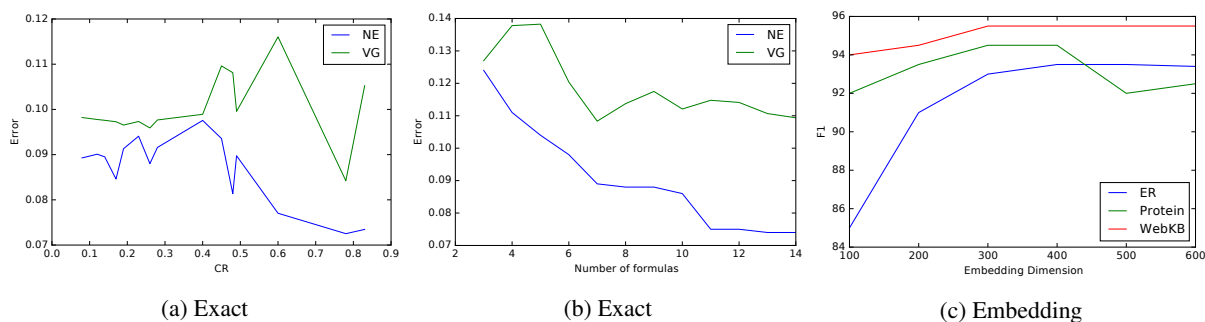 0.12
0.11
0.10
0.09
0.08
0.07
Error
0.0 0.1 0.2 0.3 0.4 0.5 0.6 0.7 0.8 0.9
CR
NE
VG
(a) Exact
0.14
0.13
0.12
0.11
0.10
0.09
0.08
0.07
Error
2 4 6 8 10 12 14
Number of formulas
NE
VG
(b) Exact
96
94
92
90
88
86
84
F1
100 200 300 400 500 600
Embedding Dimension
ER
Protein
WebKB
(c) Embedding